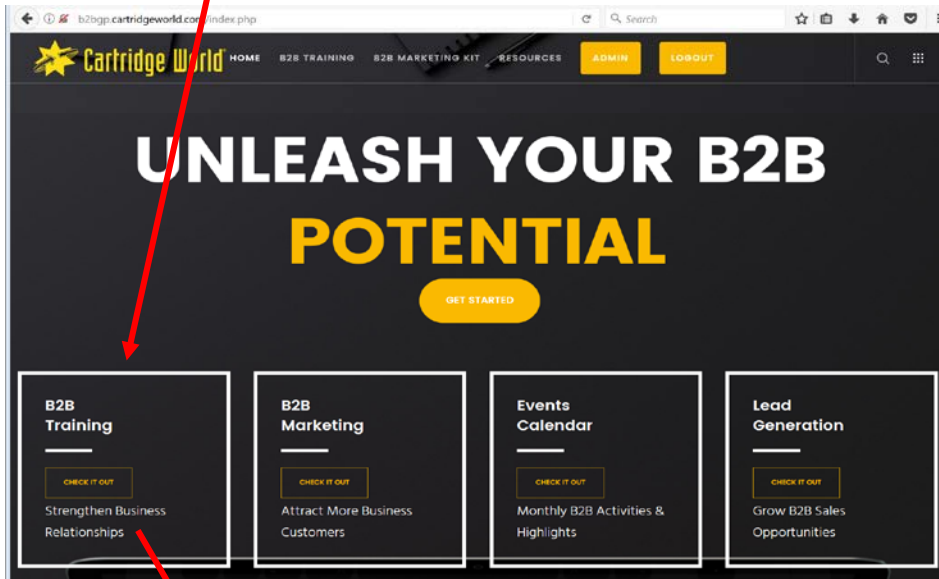 b2bgp.cartridgeworld.com/index.php
Search
Cartridge World HOME B2B TRAINING B2B MARKETING KIT RESOURCES ADMIN LOGOUT
UNLEASH YOUR B2B
POTENTIAL
GET STARTED
B2B
Training
CHECK IT OUT
Strengthen Business
Relationships
B2B
Marketing
CHECK IT OUT
Attract More Business
Customers
Events
Calendar
CHECK IT OUT
Monthly B2B Activities &
Highlights
Lead
Generation
CHECK IT OUT
Grow B2B Sales
Opportunities